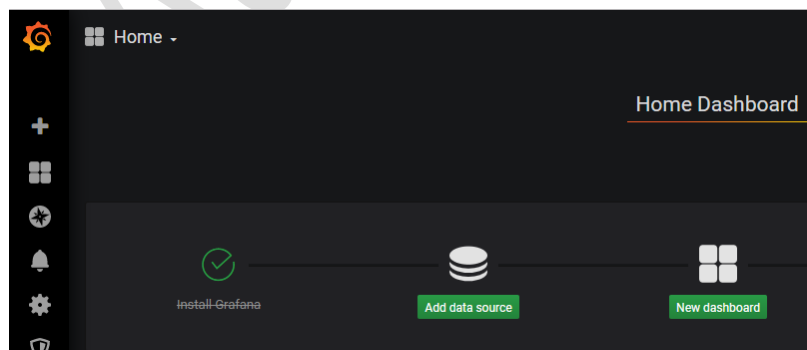 Home
Home Dashboard
Install Grafana
Add data source
New dashboard